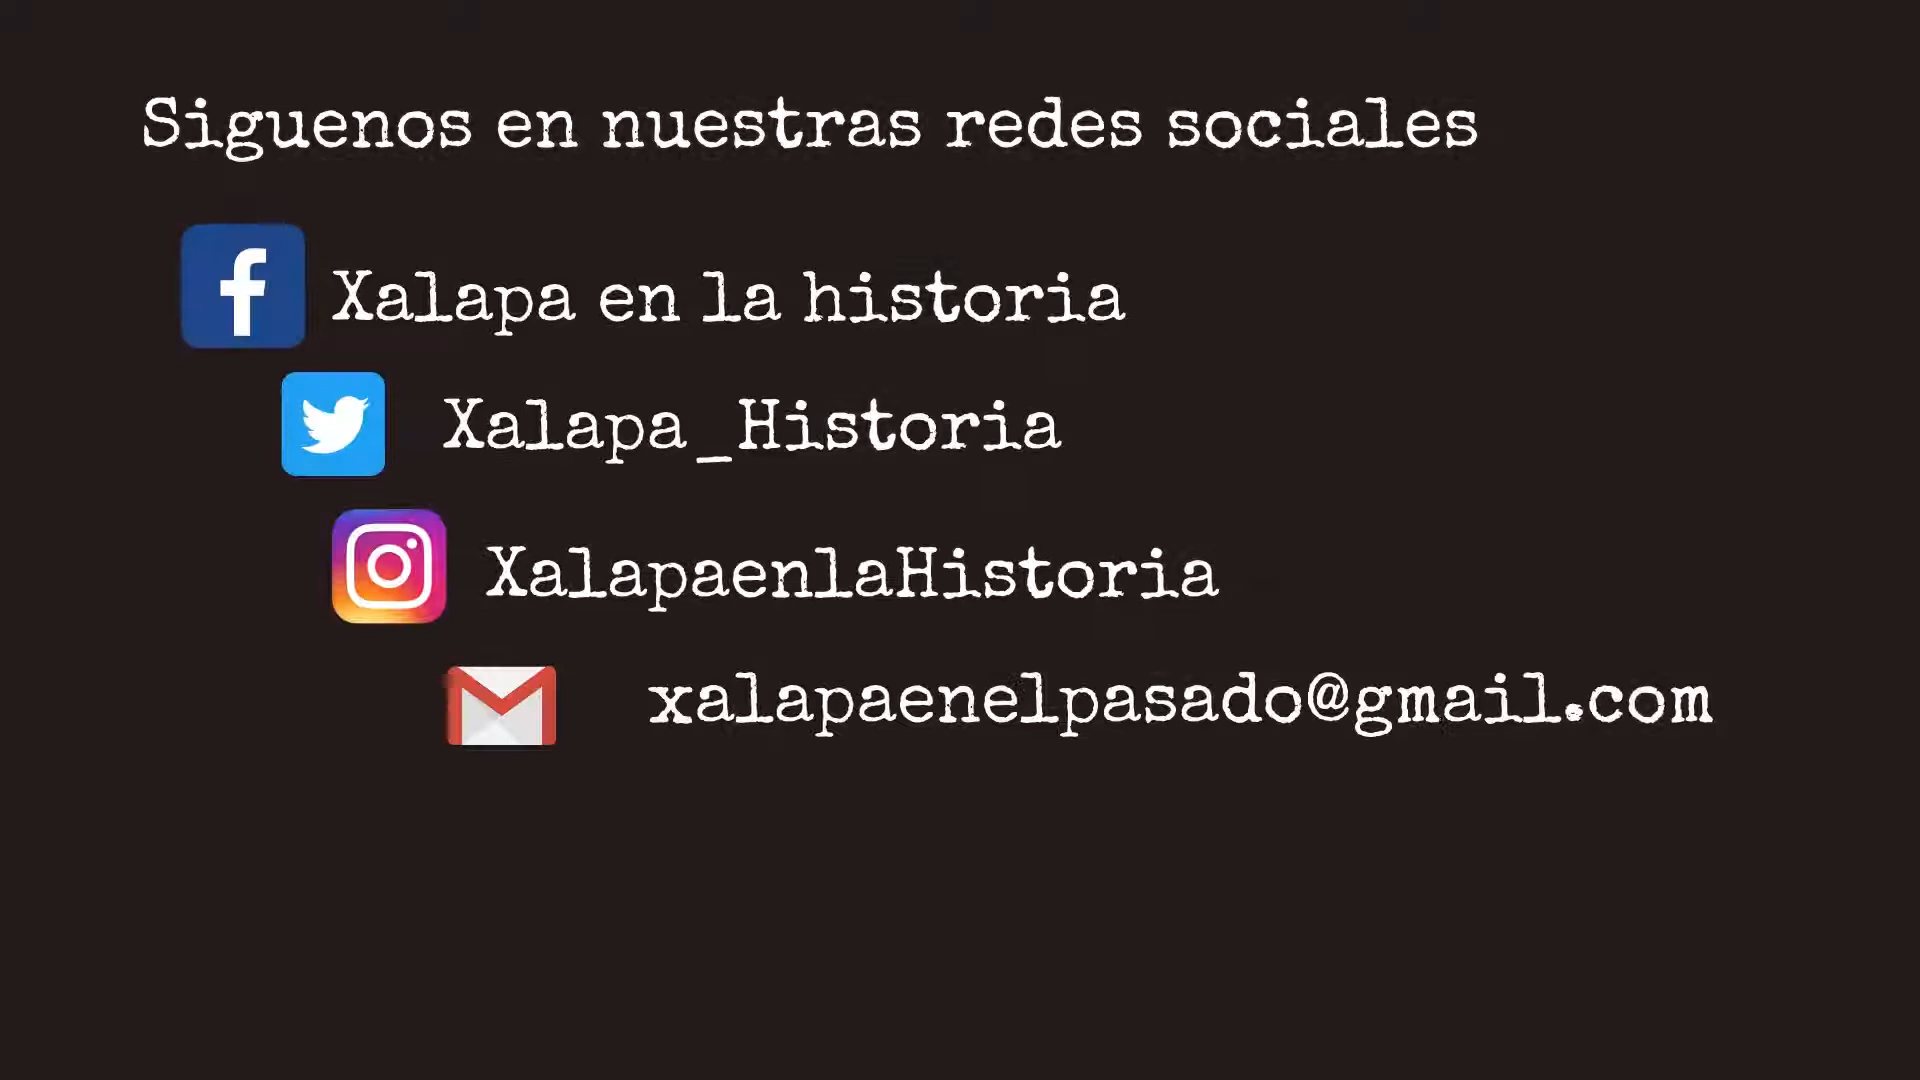 Siguenos en nuestras redes sociales
Xalapa en la historia
Xalapa_Historia
XalapaenlaHistoria
xalapaenelpasado@gmail.com